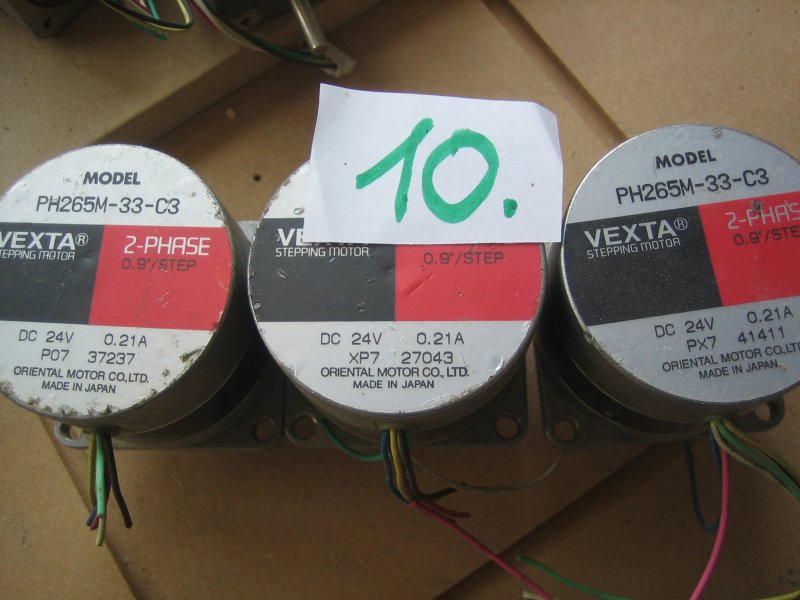 MODEL
PH265M-33-C3
VEXTA®
STEPPING MOTOR
2-PHASE
0.9°/STEP
DC 24V 0.21A
P07 37237
ORIENTAL MOTOR CO.,LTD.
MADE IN JAPAN
10.
VEXTA
STEPPING MOTOR
0.9°/STEP
DC 24V 0.21A
XP7 27043
ORIENTAL MOTOR CO., LTD.
MADE IN JAPAN
MODEL
PH265M-33-C3
VEXTA®
STEPPING MOTOR
2-PHASE
0.9°/STEP
DC 24V 0.21A
PX7 41411
ORIENTAL MOTOR CO.,LTD.
MADE IN JAPAN